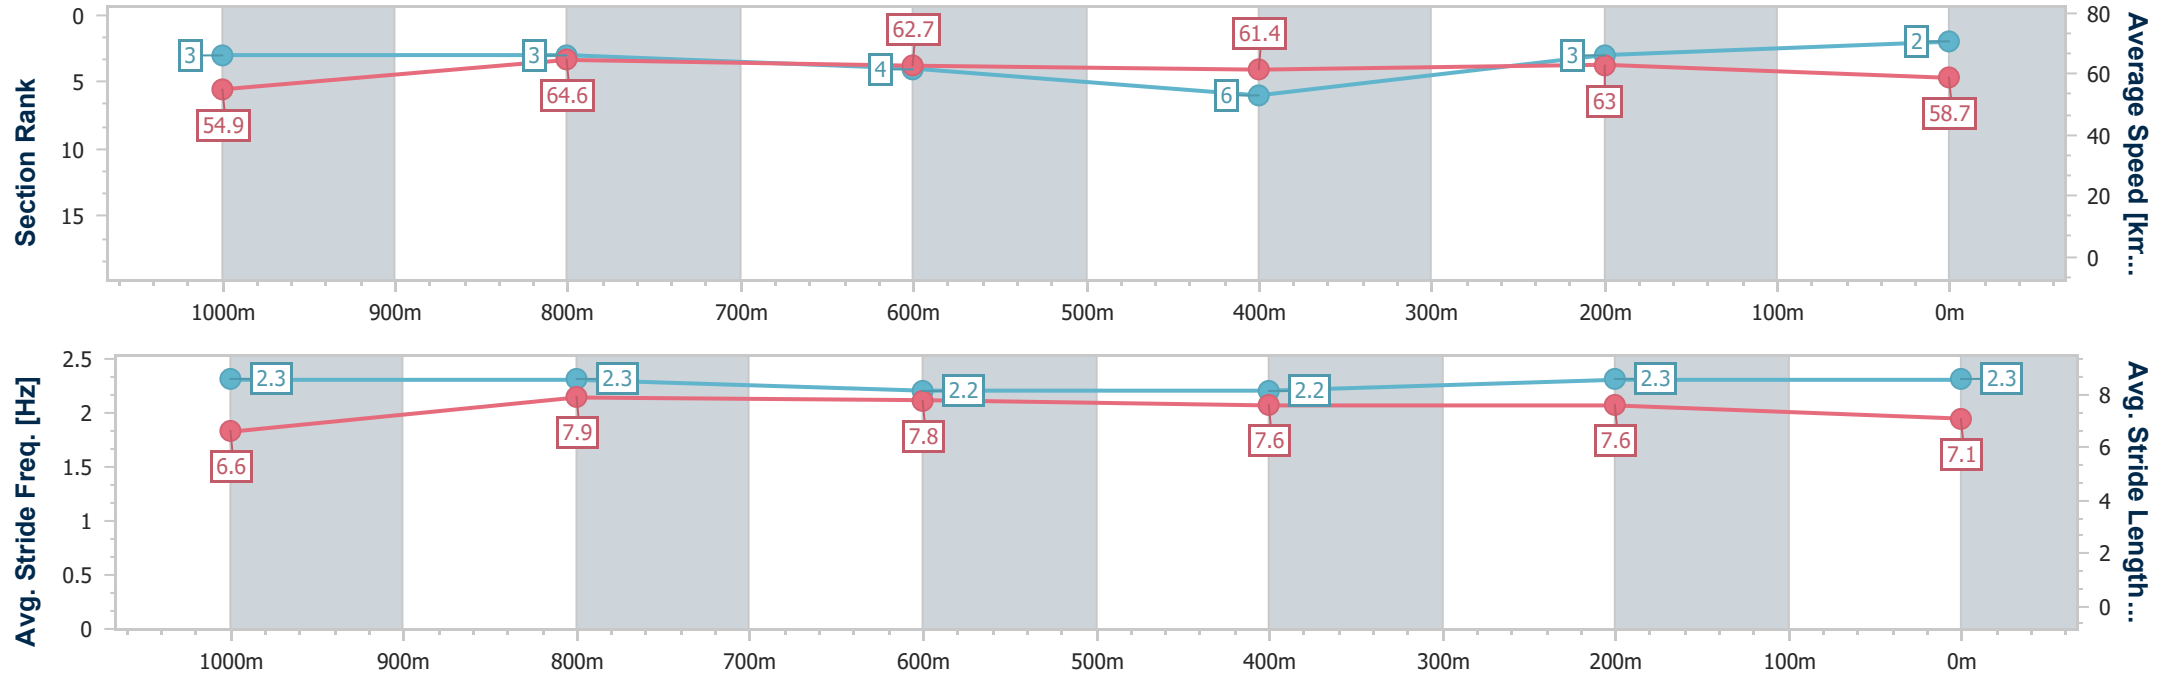 Section Rank
0
5
10
15
3
3
4
6
3
2
54.9
64.6
62.7
61.4
63
58.7
80
60
40
20
0
Average Speed [km...
1000m
900m
800m
700m
600m
500m
400m
300m
200m
100m
0m
Avg. Stride Freq. [Hz]
2.5
2
1.5
1
0.5
0
2.3
2.3
2.2
2.2
2.3
2.3
6.6
7.9
7.8
7.6
7.6
7.1
8
6
4
2
0
Avg. Stride Length...
1000m
900m
800m
700m
600m
500m
400m
300m
200m
100m
0m